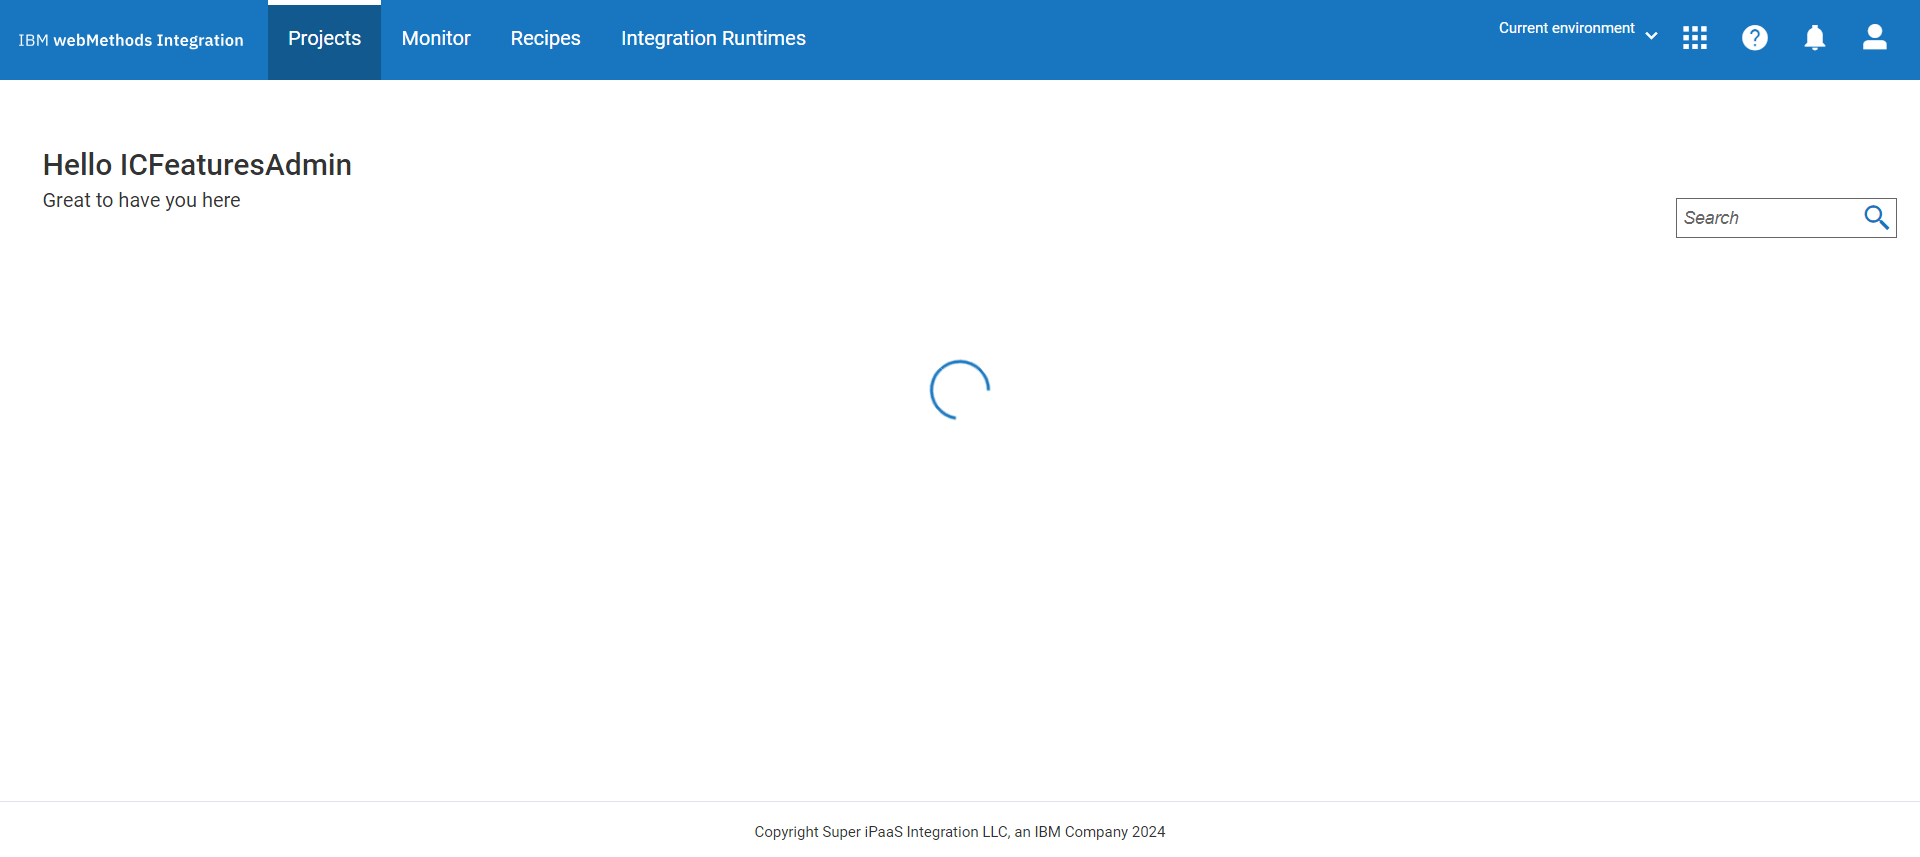 IBM webMethods Integration
Projects
Monitor
Recipes
Integration Runtimes
Current environment
?
Hello ICFeaturesAdmin
Great to have you here
Search
Copyright Super iPaaS Integration LLC, an IBM Company 2024